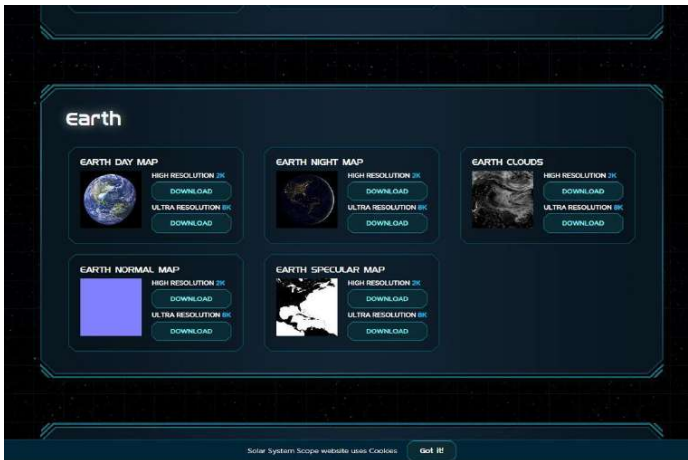 Earth
EARTH DAY MAP
HIGH RESOLUTION 2K
DOWNLOAD
ULTRA RESOLUTION 8K
DOWNLOAD
EARTH NIGHT MAP
HIGH RESOLUTION 2K
DOWNLOAD
ULTRA RESOLUTION 8K
DOWNLOAD
EARTH CLOUDS
HIGH RESOLUTION 2K
DOWNLOAD
ULTRA RESOLUTION 8K
DOWNLOAD
EARTH NORMAL MAP
HIGH RESOLUTION 2K
DOWNLOAD
ULTRA RESOLUTION 8K
DOWNLOAD
EARTH SPECULAR MAP
HIGH RESOLUTION 2K
DOWNLOAD
ULTRA RESOLUTION 8K
DOWNLOAD
Solar System Scope website uses Cookies Got it!